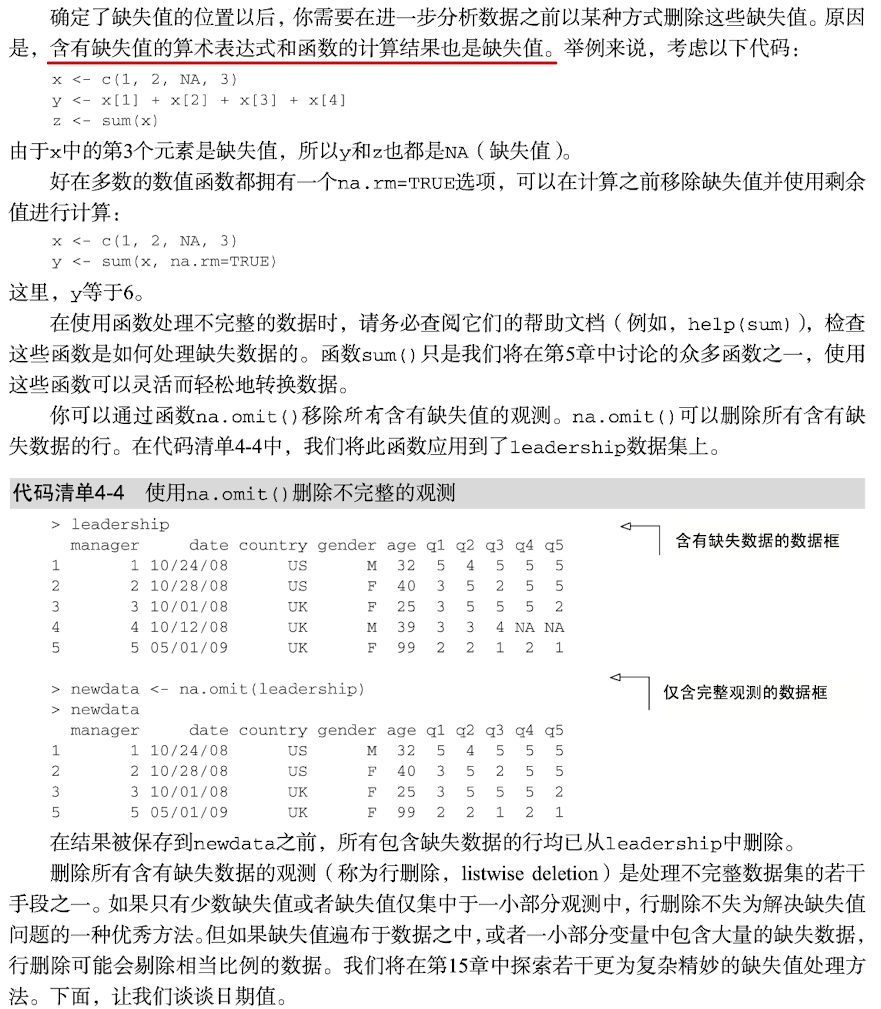 确定了缺失值的位置以后，你需要在进一步分析数据之前以某种方式删除这些缺失值。原因
是，含有缺失值的算术表达式和函数的计算结果也是缺失值。举例来说，考虑以下代码：
x <- c(1, 2, NA, 3)
y <- x[1] + x[2] + x[3] + x[4]
z <- sum(x)
由于x中的第3个元素是缺失值，所以y和z也都是NA（缺失值）。
好在多数的数值函数都拥有一个na.rm=TRUE选项，可以在计算之前移除缺失值并使用剩余
值进行计算：
x <- c(1, 2, NA, 3)
y <- sum(x, na.rm=TRUE)
这里，y等于6。
在使用函数处理不完整的数据时，请务必查阅它们的帮助文档（例如，help(sum)），检查
这些函数是如何处理缺失数据的。函数sum()只是我们将在第5章中讨论的众多函数之一，使用
这些函数可以灵活而轻松地转换数据。
你可以通过函数na.omit()移除所有含有缺失值的观测。na.omit()可以删除所有含有缺
失数据的行。在代码清单4-4中，我们将此函数应用到了leadership数据集上。
代码清单4-4 使用na.omit()删除不完整的观测
> leadership
含有缺失数据的数据框
manager date country gender age q1 q2 q3 q4 q5
1 1 10/24/08 US M 32 5 4 5 5 5
2 2 10/28/08 US F 40 3 5 2 5 5
3 3 10/01/08 UK F 25 3 5 5 5 2
4 4 10/12/08 UK M 39 3 3 4 NA NA
5 5 05/01/09 UK F 99 2 2 1 2 1
> newdata <- na.omit(leadership)
仅含完整观测的数据框
> newdata
manager date country gender age q1 q2 q3 q4 q5
1 1 10/24/08 US M 32 5 4 5 5 5
2 2 10/28/08 US F 40 3 5 2 5 5
3 3 10/01/08 UK F 25 3 5 5 5 2
5 5 05/01/09 UK F 99 2 2 1 2 1
在结果被保存到newdata之前，所有包含缺失数据的行均已从leadership中删除。
删除所有含有缺失数据的观测（称为行删除，listwise deletion）是处理不完整数据集的若干
手段之一。如果只有少数缺失值或者缺失值仅集中于一小部分观测中，行删除不失为解决缺失值
问题的一种优秀方法。但如果缺失值遍布于数据之中，或者一小部分变量中包含大量的缺失数据，
行删除可能会剔除相当比例的数据。我们将在第15章中探索若干更为复杂精妙的缺失值处理方
法。下面，让我们谈谈日期值。